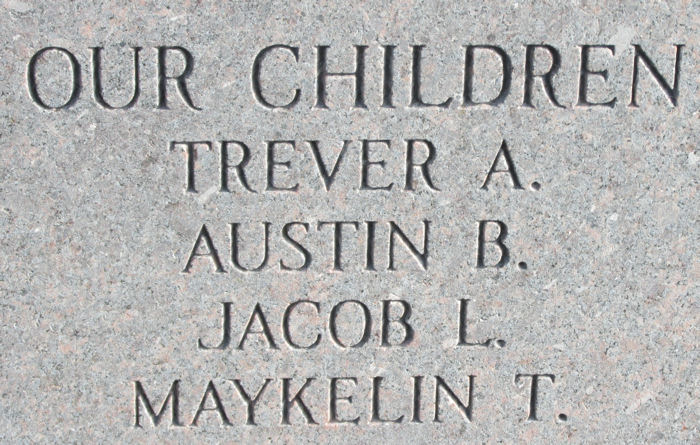 OUR CHILDREN
TREVER A.
AUSTIN B.
JACOB L.
MAYKELIN T.